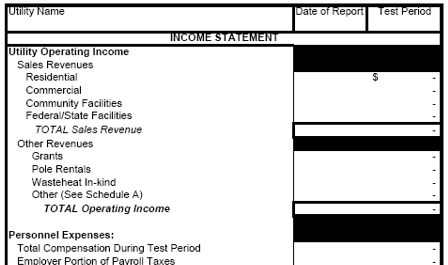 Utility Name Date of Report Test Period
INCOME STATEMENT
Utility Operating Income
Sales Revenues
Residential $ -
Commercial -
Community Facilities -
Federal/State Facilities -
TOTAL Sales Revenue -
Other Revenues
Grants -
Pole Rentals -
Wasteheat In-kind -
Other (See Schedule A) -
TOTAL Operating Income -
Personnel Expenses:
Total Compensation During Test Period -
Employer Portion of Payroll Taxes -